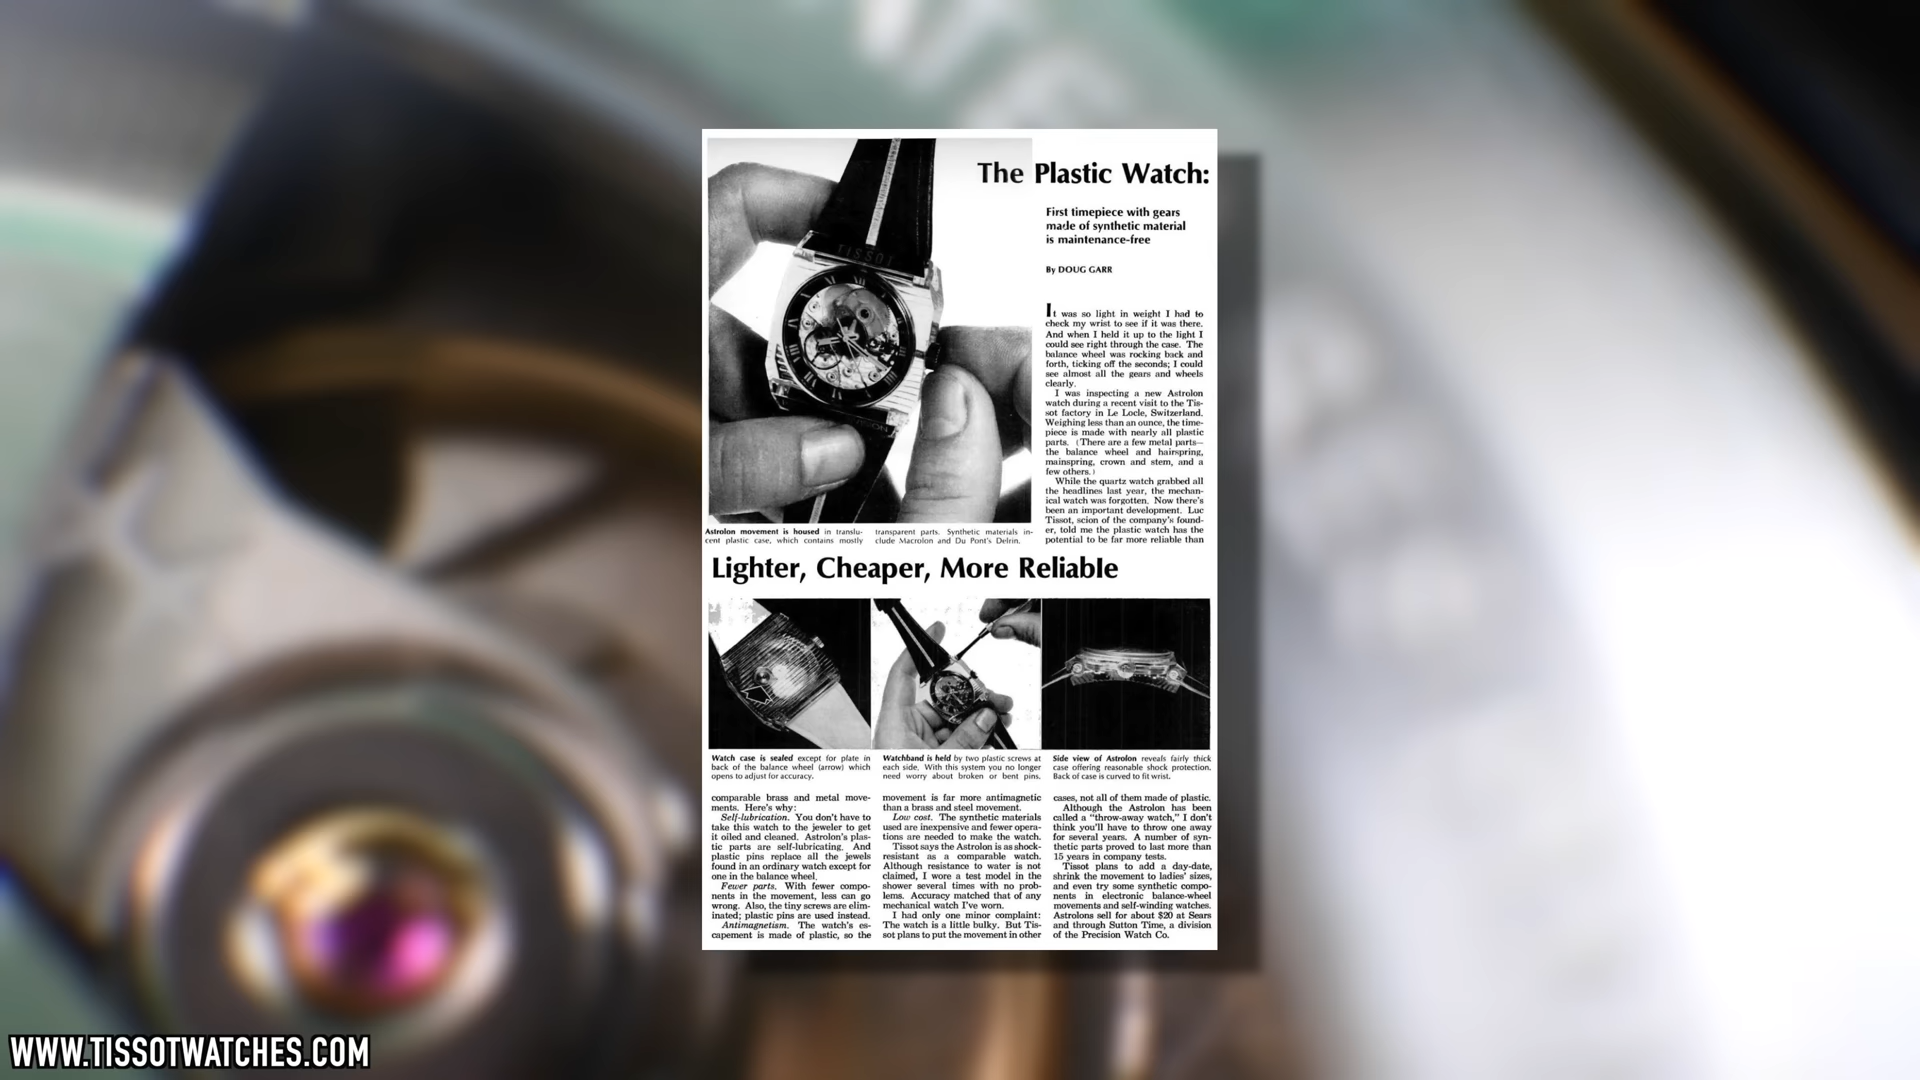 The Plastic Watch:
First timepiece with gears
made of synthetic material
is maintenance-free
By DOUG GARR
TISSOT
It was so light in weight I had to
check my wrist to see if it was there.
And when I held it up to the light I
could see right through the case. The
balance wheel was rocking back and
forth, ticking off the seconds; I could
see almost all the gears and wheels
clearly.
I was inspecting a new Astrolon
watch during a recent visit to the Tis-
sot factory in Le Locle, Switzerland.
Weighing less than an ounce, the time-
piece is made with nearly all plastic
parts. (There are a few metal parts—
the balance wheel and hairspring,
mainspring, crown and stem, and a
few others.)
While the quartz watch grabbed all
the headlines last year, the mechan-
ical watch was forgotten. Now there's
been an important development. Luc
Tissot, scion of the company's found-
er, told me the plastic watch has the
potential to be far more reliable than
Astrolon movement is housed in translu-
cent plastic case, which contains mostly
transparent parts. Synthetic materials in-
clude Macrolon and Du Pont's Delrin.
Lighter, Cheaper, More Reliable
Watch case is sealed except for plate in
back of the balance wheel (arrow) which
opens to adjust for accuracy.
Watchband is held by two plastic screws at
each side. With this system you no longer
need worry about broken or bent pins.
Side view of Astrolon reveals fairly thick
case offering reasonable shock protection.
Back of case is curved to fit wrist.
comparable brass and metal move-
ments. Here's why:
Self-lubrication. You don't have to
take this watch to the jeweler to get
it oiled and cleaned. Astrolon's plas-
tic parts are self-lubricating. And
plastic pins replace all the jewels
found in an ordinary watch except for
one in the balance wheel.
Fewer parts. With fewer compo-
nents in the movement, less can go
wrong. Also, the tiny screws are elim-
inated; plastic pins are used instead.
Antimagnetism. The watch's es-
capement is made of plastic, so the
movement is far more antimagnetic
than a brass and steel movement.
Low cost. The synthetic materials
used are inexpensive and fewer opera-
tions are needed to make the watch.
Tissot says the Astrolon is as shock-
resistant as a comparable watch.
Although resistance to water is not
claimed, I wore a test model in the
shower several times with no prob-
lems. Accuracy matched that of any
mechanical watch I've worn.
I had only one minor complaint:
The watch is a little bulky. But Tis-
sot plans to put the movement in other
cases, not all of them made of plastic.
Although the Astrolon has been
called a "throw-away watch," I don't
think you'll have to throw one away
for several years. A number of syn-
thetic parts proved to last more than
15 years in company tests.
Tissot plans to add a day-date,
shrink the movement to ladies' sizes,
and even try some synthetic compo-
nents in electronic balance-wheel
movements and self-winding watches.
Astrolons sell for about $20 at Sears
and through Sutton Time, a division
of the Precision Watch Co.
WWW.TISSOTWATCHES.COM